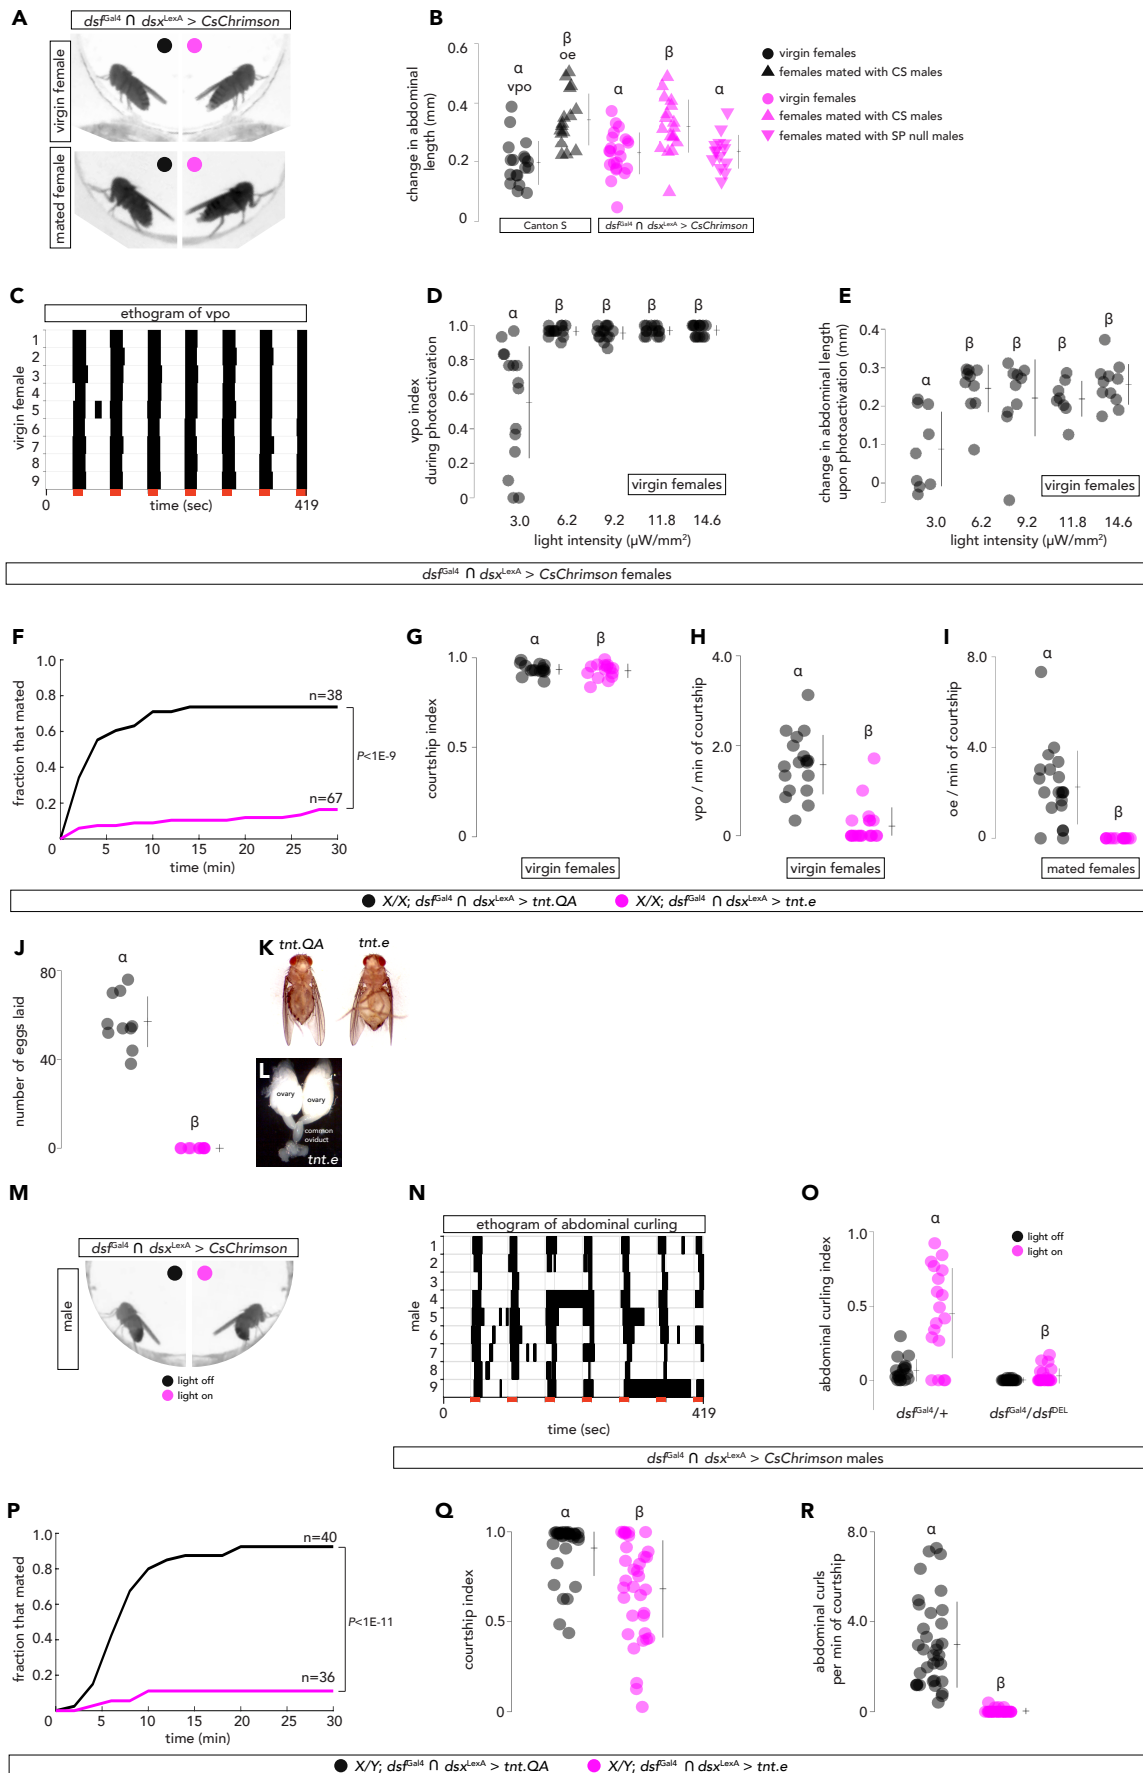 A
dsfGal4 ∩ dsxLexA > CsChrimson
virgin female
mated female
B
change in abdominal
length (mm)
0.6
0.4
0.2
0
α
vpo
β
oe
α
β
α
Canton S
dsfGal4 ∩ dsxLexA > CsChrimson
virgin females
females mated with CS males
virgin females
females mated with CS males
females mated with SP null males
C
ethogram of vpo
virgin female
1
2
3
4
5
6
7
8
9
0
time (sec)
419
D
vpo index
during photoactivation
1.0
0.8
0.6
0.4
0.2
0
α
β
β
β
β
virgin females
3.0
6.2
9.2
11.8
14.6
light intensity (µW/mm²)
E
change in abdominal length
upon photoactivation (mm)
0.4
0.3
0.2
0.1
0
α
β
β
β
β
virgin females
3.0
6.2
9.2
11.8
14.6
light intensity (µW/mm²)
dsfGal4 ∩ dsxLexA > CsChrimson females
F
fraction that mated
1.0
0.8
0.6
0.4
0.2
n=38
P<1E-9
n=67
0
5
10
15
20
25
30
time (min)
G
courtship index
1.0
0.5
0
α
β
virgin females
H
vpo / min of courtship
4.0
2.0
0
α
β
virgin females
I
oe / min of courtship
8.0
4.0
0
α
β
mated females
X/X; dsfGal4 ∩ dsxLexA > tnt.QA
X/X; dsfGal4 ∩ dsxLexA > tnt.e
J
number of eggs laid
80
40
0
α
β
K
tnt.QA
tnt.e
L
ovary
ovary
common
oviduct
tnt.e
M
dsfGal4 ∩ dsxLexA > CsChrimson
male
light off
light on
N
ethogram of abdominal curling
male
1
2
3
4
5
6
7
8
9
0
time (sec)
419
O
abdominal curling index
1.0
0.5
0
α
β
light off
light on
dsfGal4/+
dsfGal4/dsfDEL
dsfGal4 ∩ dsxLexA > CsChrimson males
P
fraction that mated
1.0
0.8
0.6
0.4
0.2
n=40
P<1E-11
n=36
0
5
10
15
20
25
30
time (min)
Q
courtship index
1.0
0.5
0
α
β
R
abdominal curls
per min of courtship
8.0
4.0
0
α
β
X/Y; dsfGal4 ∩ dsxLexA > tnt.QA
X/Y; dsfGal4 ∩ dsxLexA > tnt.e